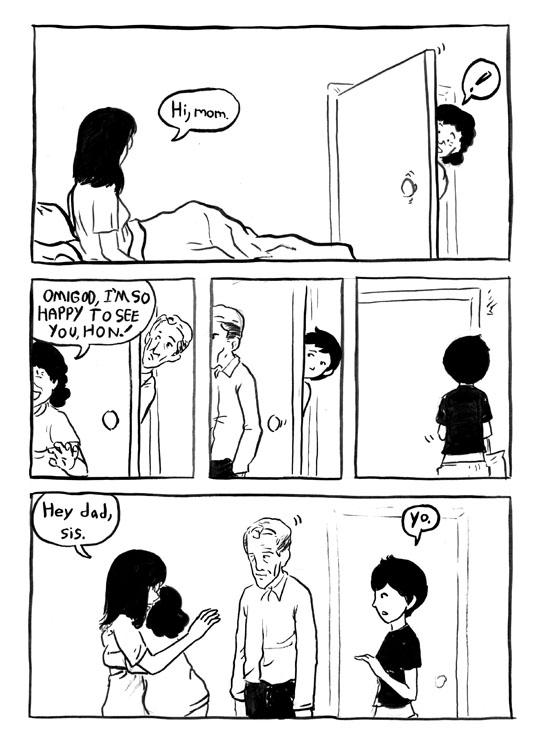 Hi, mom.
!
OMIGOD, I'M SO
HAPPY TO SEE
YOU, HON!
Hey dad,
sis.
Yo.